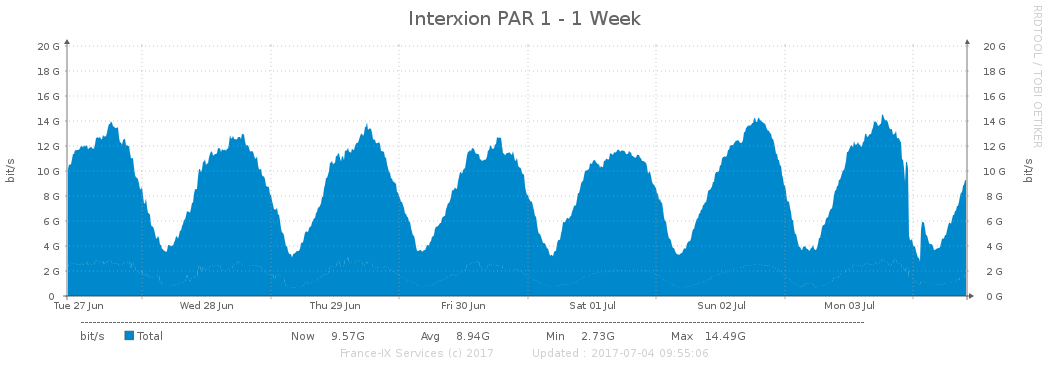 Interxion PAR 1 - 1 Week
RRDTOOL / TOBI OETIKER
bit/s
20 G 20 G
18 G 18 G
16 G 16 G
14 G 14 G
12 G 12 G
10 G 10 G
8 G 8 G
6 G 6 G
4 G 4 G
2 G 2 G
0 0 G
bit/s
Tue 27 Jun Wed 28 Jun Thu 29 Jun Fri 30 Jun Sat 01 Jul Sun 02 Jul Mon 03 Jul
bit/s Total Now 9.57G Avg 8.94G Min 2.73G Max 14.49G
France-IX Services (c) 2017 Updated : 2017-07-04 09:55:06